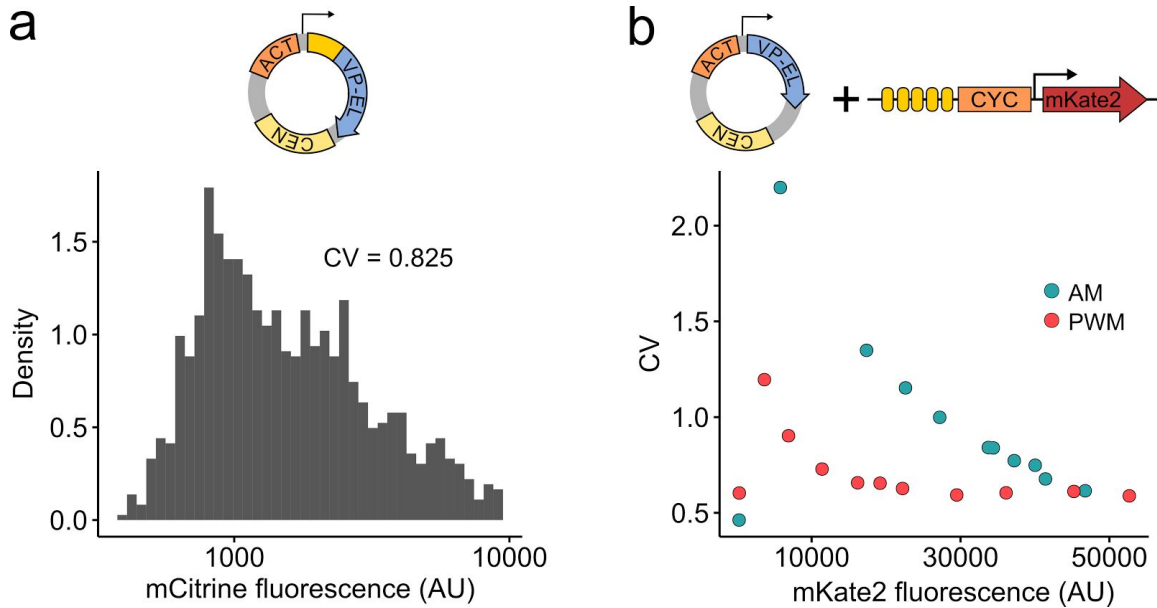 a
ACT
VP-EL
CEN
CV = 0.825
Density
1.5
1.0
0.5
0.0
1000
10000
mCitrine fluorescence (AU)
b
ACT
VP-EL
CEN
+
CYC
mKate2
CV
2.0
1.5
1.0
0.5
AM
PWM
10000
30000
50000
mKate2 fluorescence (AU)